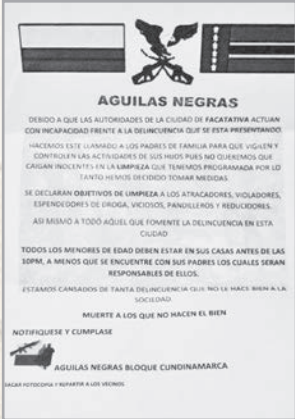 AGUILAS NEGRAS
DEBIDO A QUE LAS AUTORIDADES DE LA CIUDAD DE FACATATIVA ACTUAN
CON INCAPACIDAD FRENTE A LA DELINCUENCIA QUE SE ESTA PRESENTANDO.
HACEMOS ESTE LLAMADO A LOS PADRES DE FAMILIA PARA QUE VIGILEN Y
CONTROLEN LAS ACTIVIDADES DE SUS HIJOS PUES NO QUEREMOS QUE
CAIGAN INOCENTES EN LA LIMPIEZA QUE TENEMOS PROGRAMADA POR LO
TANTO HEMOS DECIDIDO TOMAR MEDIDAS.
SE DECLARAN OBJETIVOS DE LIMPIEZA A LOS ATRACADORES, VIOLADORES,
ESPENDEDORES DE DROGA, VICIOSOS, PANDILLEROS Y REDUCIDORES.
ASI MISMO A TODO AQUEL QUE FOMENTE LA DELINCUENCIA EN ESTA
CIUDAD
TODOS LOS MENORES DE EDAD DEBEN ESTAR EN SUS CASAS ANTES DE LAS
10PM, A MENOS QUE SE ENCUENTRE CON SUS PADRES LOS CUALES SERAN
RESPONSABLES DE ELLOS.
ESTAMOS CANSADOS DE TANTA DELINCUENCIA QUE NO LE HACE BIEN A LA
SOCIEDAD.
MUERTE A LOS QUE NO HACEN EL BIEN
NOTIFIQUESE Y CUMPLASE
AGUILAS NEGRAS BLOQUE CUNDINAMARCA
SACAR FOTOCOPIA Y REPARTIR A LOS VECINOS